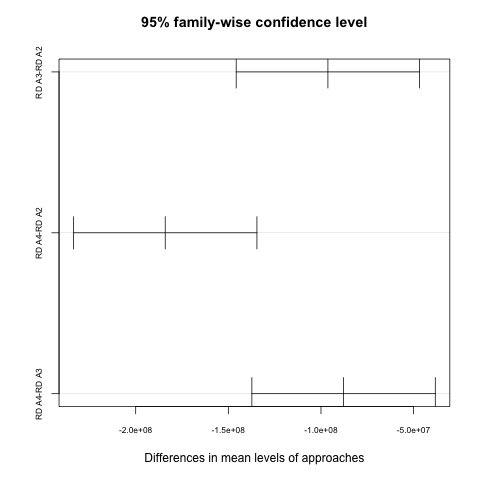 95% family-wise confidence level
RD A3-RD A2
RD A4-RD A2
RD A4-RD A3
-2.0e+08 -1.5e+08 -1.0e+08 -5.0e+07
Differences in mean levels of approaches